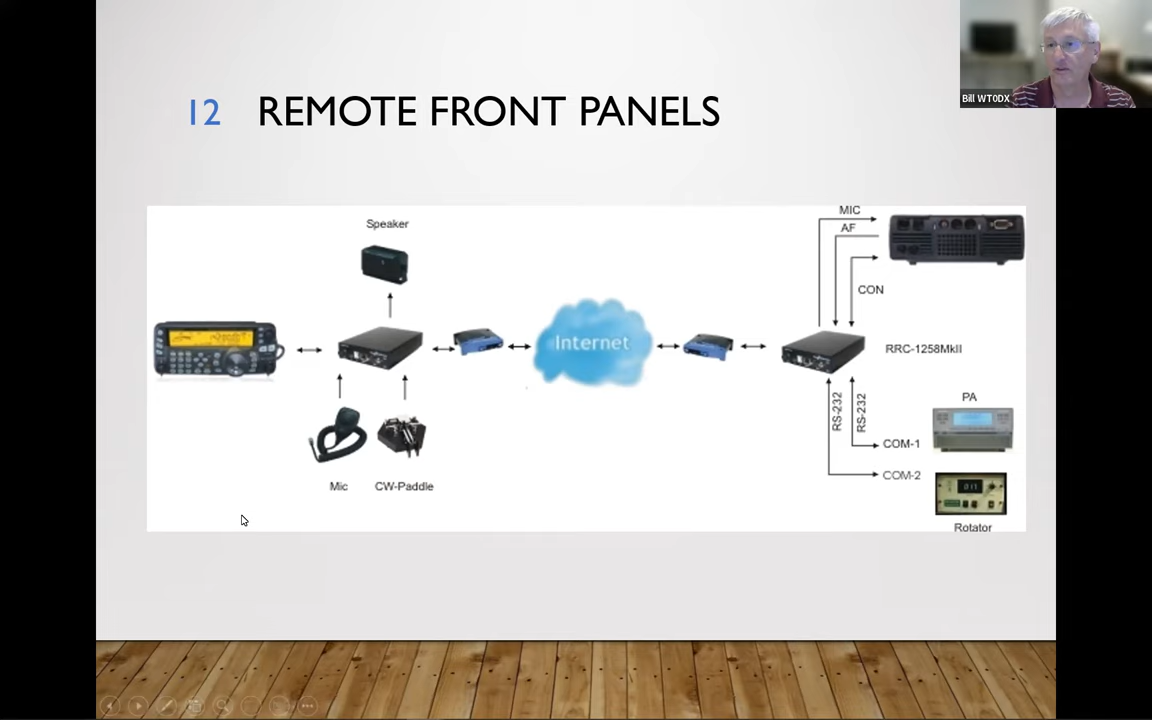 Bill WT0DX
12 REMOTE FRONT PANELS
Speaker
Mic
CW-Paddle
Internet
MIC
AF
CON
RRC-1258MkII
RS-232
RS-232
COM-1
COM-2
PA
Rotator